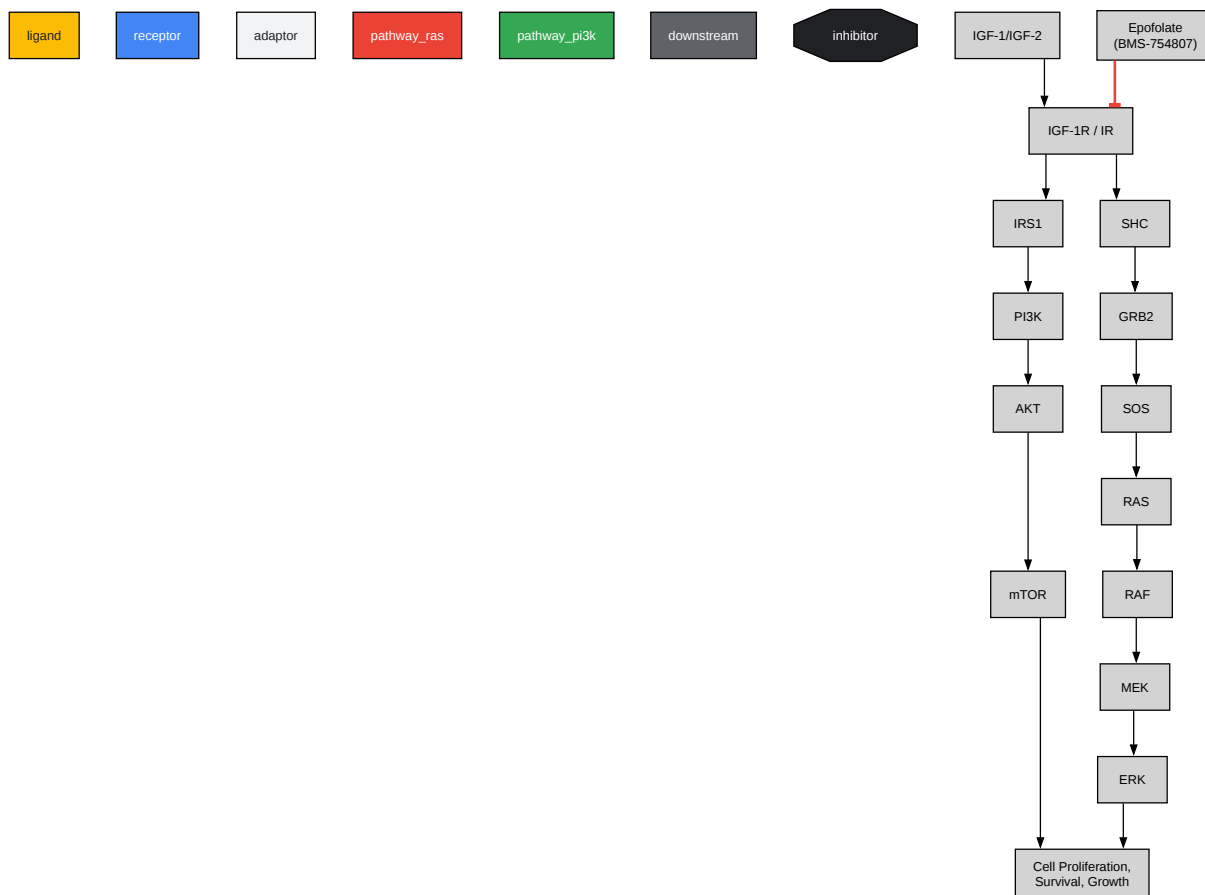 ligand
receptor
adaptor
pathway_ras
pathway_pi3k
downstream
inhibitor
IGF-1/IGF-2
Epofolate
(BMS-754807)
IGF-1R / IR
IRS1
SHC
PI3K
GRB2
AKT
SOS
RAS
mTOR
RAF
MEK
ERK
Cell Proliferation,
Survival, Growth